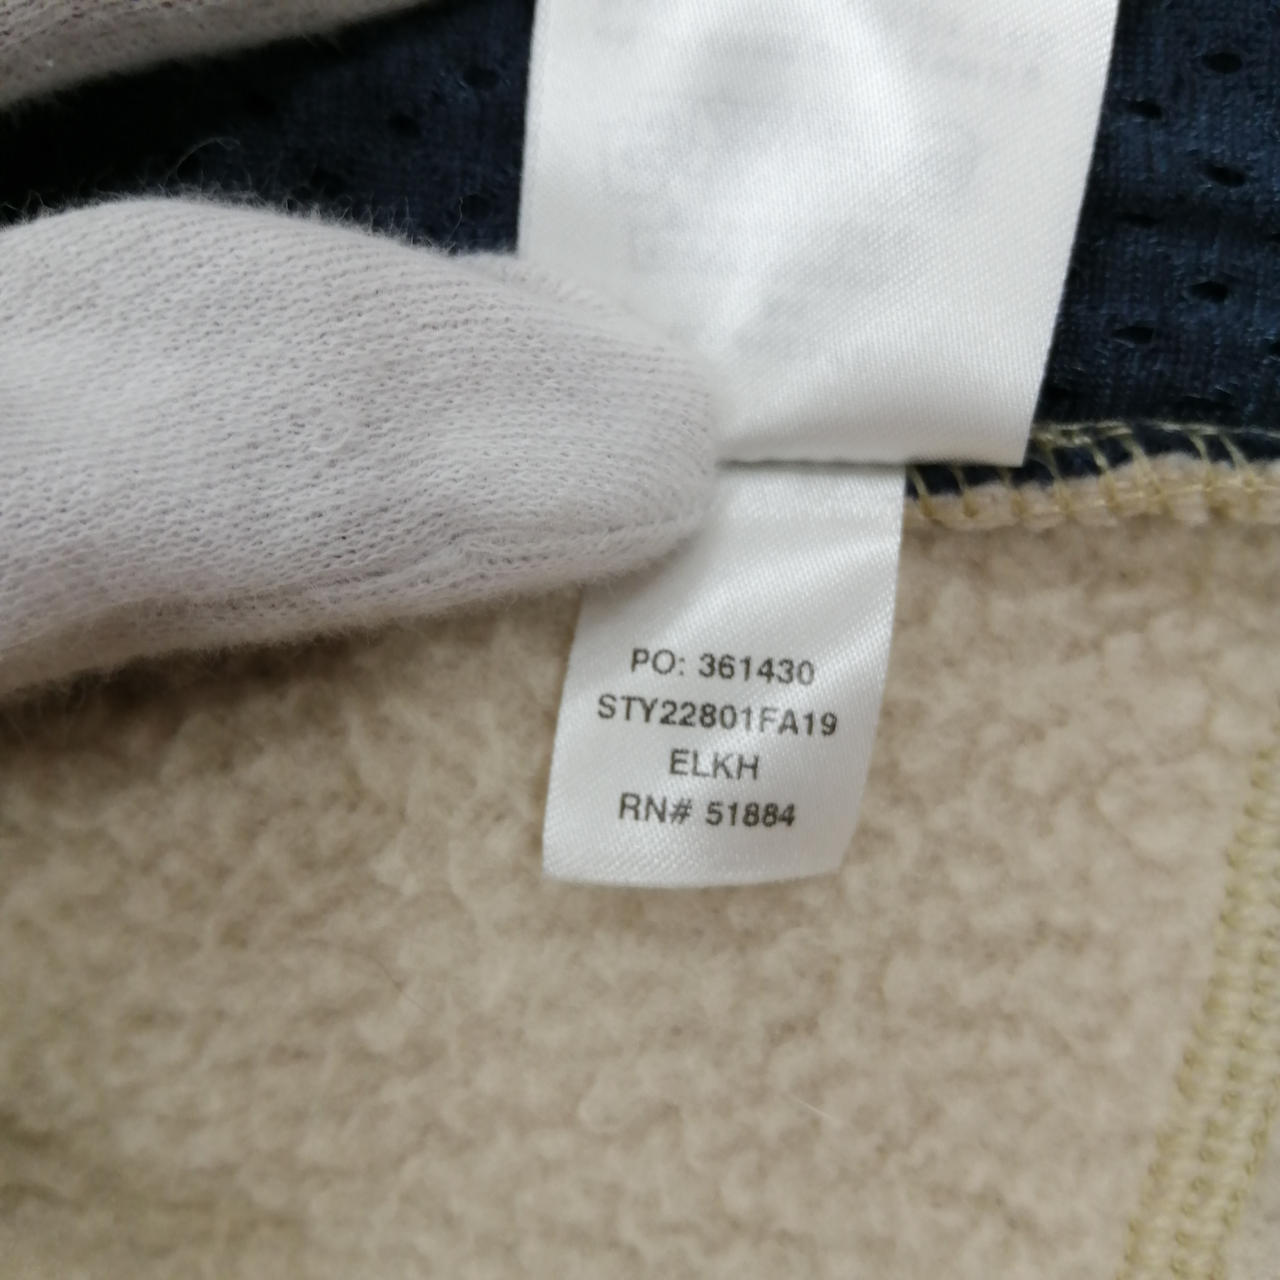 PO: 361430
STY22801FA19
ELKH
RN# 51884